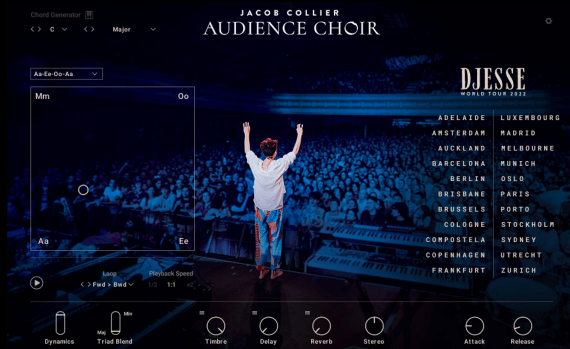 Chord Generator
C
Major
JACOB COLLIER
AUDIENCE CHOIR
Aa-Ee-Oo-Aa
Mm
Oo
Aa
Ee
DJESSE
WORLD TOUR 2022
ADELAIDE
AMSTERDAM
AUCKLAND
BARCELONA
BERLIN
BRISBANE
BRUSSELS
COLOGNE
COMPOSTELA
COPENHAGEN
FRANKFURT
LUXEMBOURG
MADRID
MELBOURNE
MUNICH
OSLO
PARIS
PORTO
STOCKHOLM
SYDNEY
UTRECHT
ZURICH
Loop
Fwd > Bwd
Playback Speed
1/2 1:1 x2
Dynamics
Min
Maj
Triad Blend
Timbre
Delay
Reverb
Stereo
Attack
Release